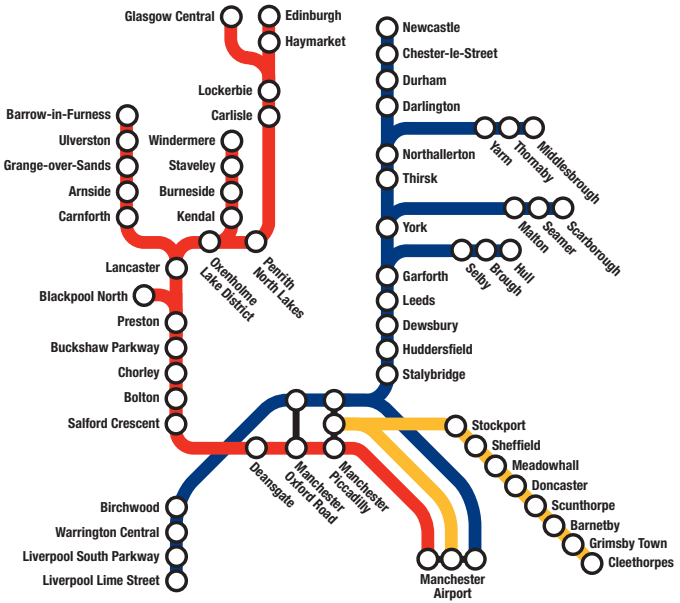 Glasgow Central
Edinburgh
Haymarket
Lockerbie
Carlisle
Barrow-in-Furness
Ulverston
Grange-over-Sands
Arnside
Carnforth
Windermere
Staveley
Burneside
Kendal
Oxenholme
Lake District
Penrith
North Lakes
Lancaster
Blackpool North
Preston
Buckshaw Parkway
Chorley
Bolton
Salford Crescent
Deansgate
Manchester
Oxford Road
Manchester
Piccadilly
Birchwood
Warrington Central
Liverpool South Parkway
Liverpool Lime Street
Newcastle
Chester-le-Street
Durham
Darlington
Yarm
Thornaby
Middlesbrough
Northallerton
Thirsk
York
Malton
Seamer
Scarborough
Selby
Brough
Hull
Garforth
Leeds
Dewsbury
Huddersfield
Stalybridge
Stockport
Sheffield
Meadowhall
Doncaster
Scunthorpe
Barnetby
Grimsby Town
Cleethorpes
Manchester
Airport